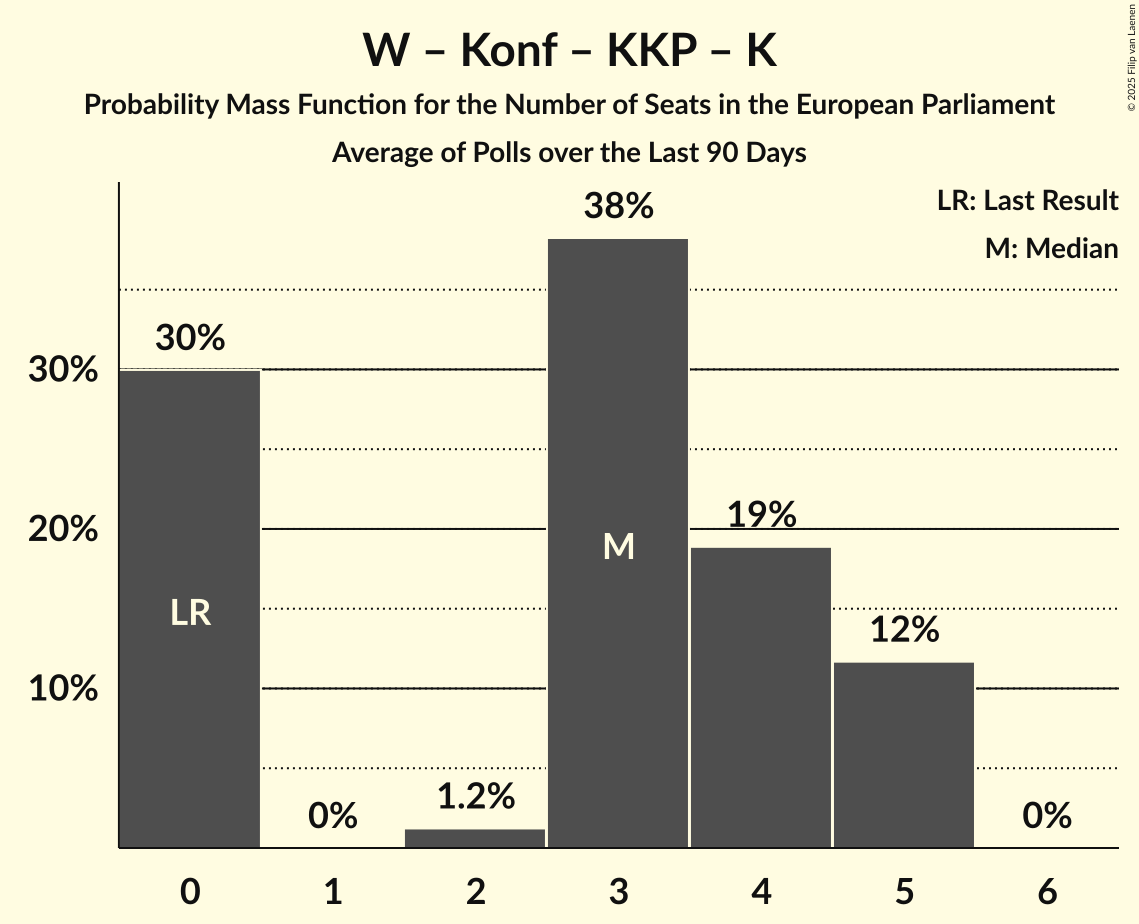 W – Konf – KKP – K
Probability Mass Function for the Number of Seats in the European Parliament
Average of Polls over the Last 90 Days
© 2025 Filip van Laenen
LR: Last Result
M: Median
38%
30%
30%
20%
19%
M
LR
12%
10%
1.2%
0%
0%
0 1 2 3 4 5 6